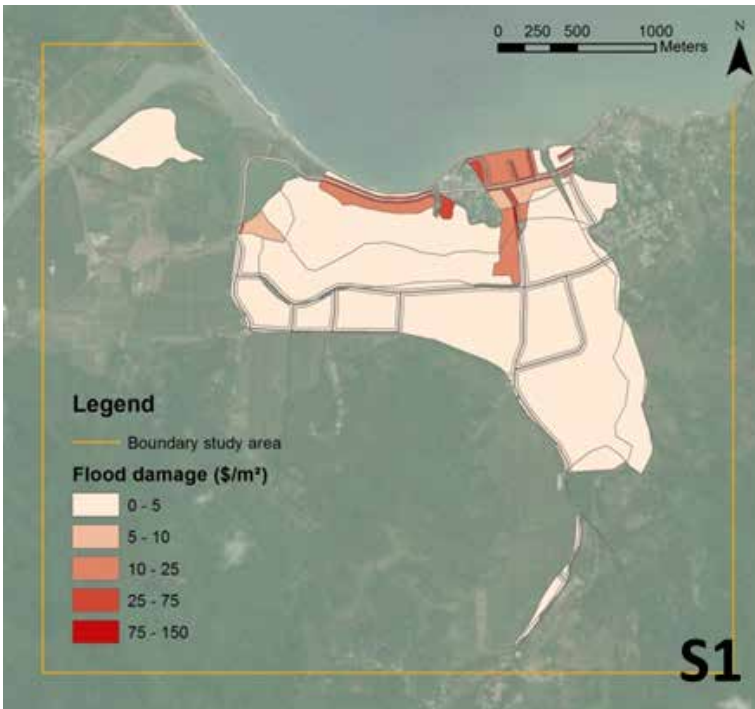 0 250 500 1000
Meters
N
Legend
Boundary study area
Flood damage ($/m²)
0 - 5
5 - 10
10 - 25
25 - 75
75 - 150
S1